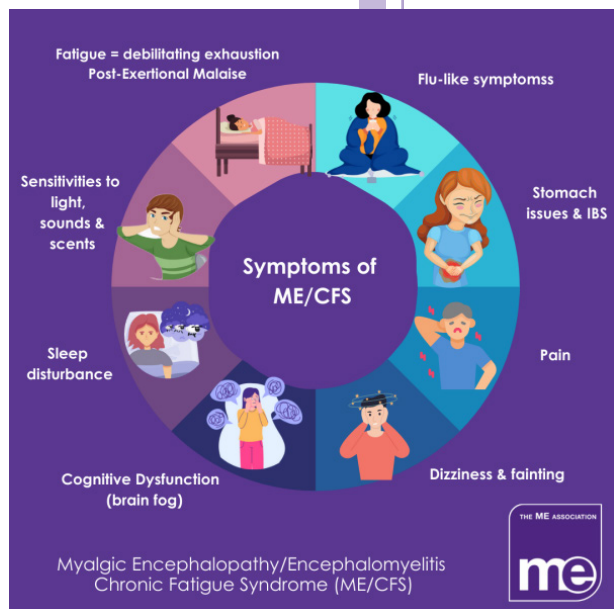 Fatigue = debilitating exhaustion
Post-Exertional Malaise
Flu-like symptomss
Sensitivities to
light,
sounds &
scents
Stomach
issues & IBS
Symptoms of
ME/CFS
Sleep
disturbance
Pain
Cognitive Dysfunction
(brain fog)
Dizziness & fainting
THE ME ASSOCIATION
me
Myalgic Encephalopathy/Encephalomyelitis
Chronic Fatigue Syndrome (ME/CFS)